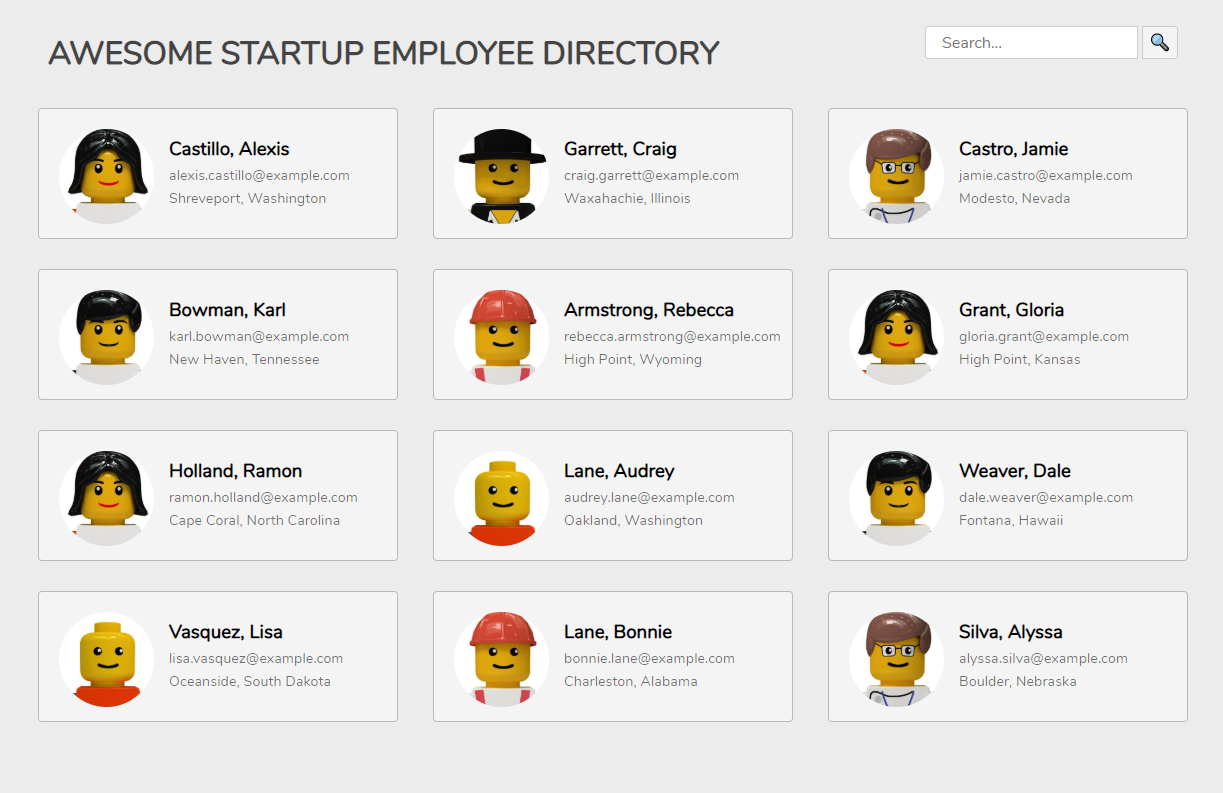 AWESOME STARTUP EMPLOYEE DIRECTORY
Search...
Castillo, Alexis
alexis.castillo@example.com
Shreveport, Washington
Garrett, Craig
craig.garrett@example.com
Waxahachie, Illinois
Castro, Jamie
jamie.castro@example.com
Modesto, Nevada
Bowman, Karl
karl.bowman@example.com
New Haven, Tennessee
Armstrong, Rebecca
rebecca.armstrong@example.com
High Point, Wyoming
Grant, Gloria
gloria.grant@example.com
High Point, Kansas
Holland, Ramon
ramon.holland@example.com
Cape Coral, North Carolina
Lane, Audrey
audrey.lane@example.com
Oakland, Washington
Weaver, Dale
dale.weaver@example.com
Fontana, Hawaii
Vasquez, Lisa
lisa.vasquez@example.com
Oceanside, South Dakota
Lane, Bonnie
bonnie.lane@example.com
Charleston, Alabama
Silva, Alyssa
alyssa.silva@example.com
Boulder, Nebraska